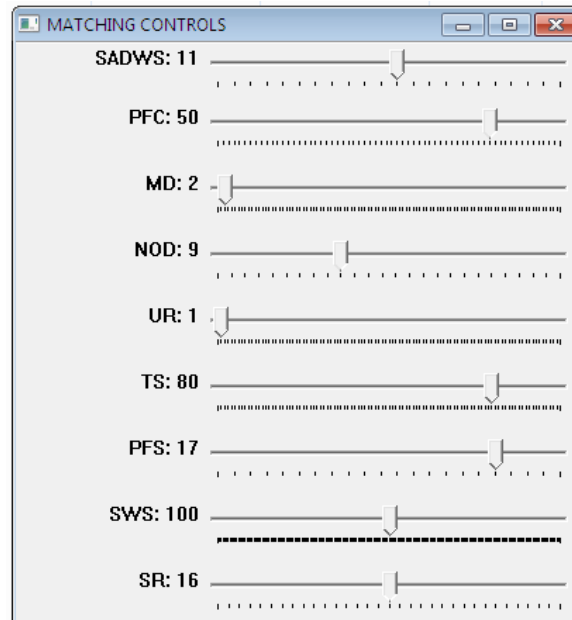 MATCHING CONTROLS
SADWS: 11
PFC: 50
MD: 2
NOD: 9
UR: 1
TS: 80
PFS: 17
SWS: 100
SR: 16